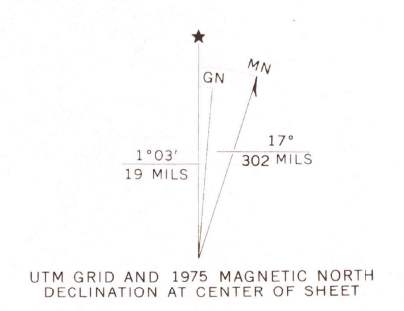 ★
MN
GN
1°03'
19 MILS
17°
302 MILS
UTM GRID AND 1975 MAGNETIC NORTH
DECLINATION AT CENTER OF SHEET